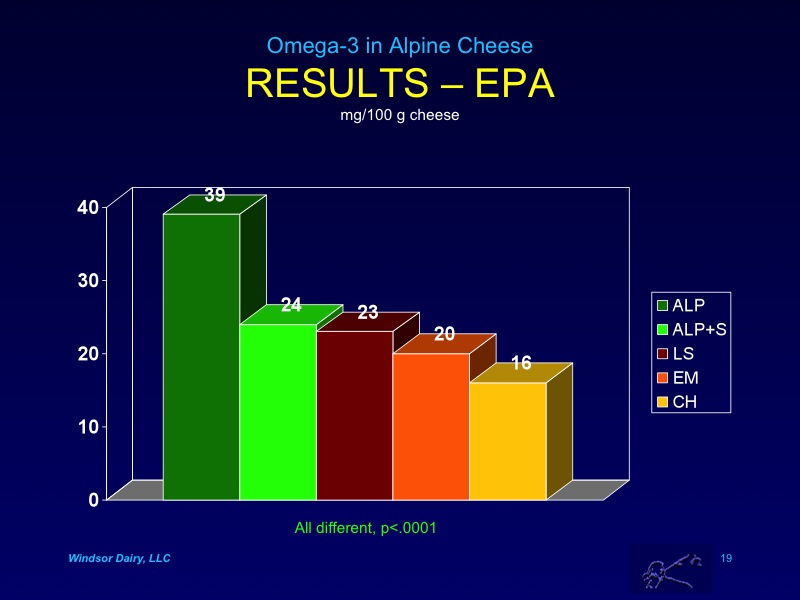 Omega-3 in Alpine Cheese
RESULTS – EPA
mg/100 g cheese
39
40
24
23
30
20
ALP
16
ALP+S
20
LS
EM
CH
10
0
All different, p<.0001
Windsor Dairy, LLC
19